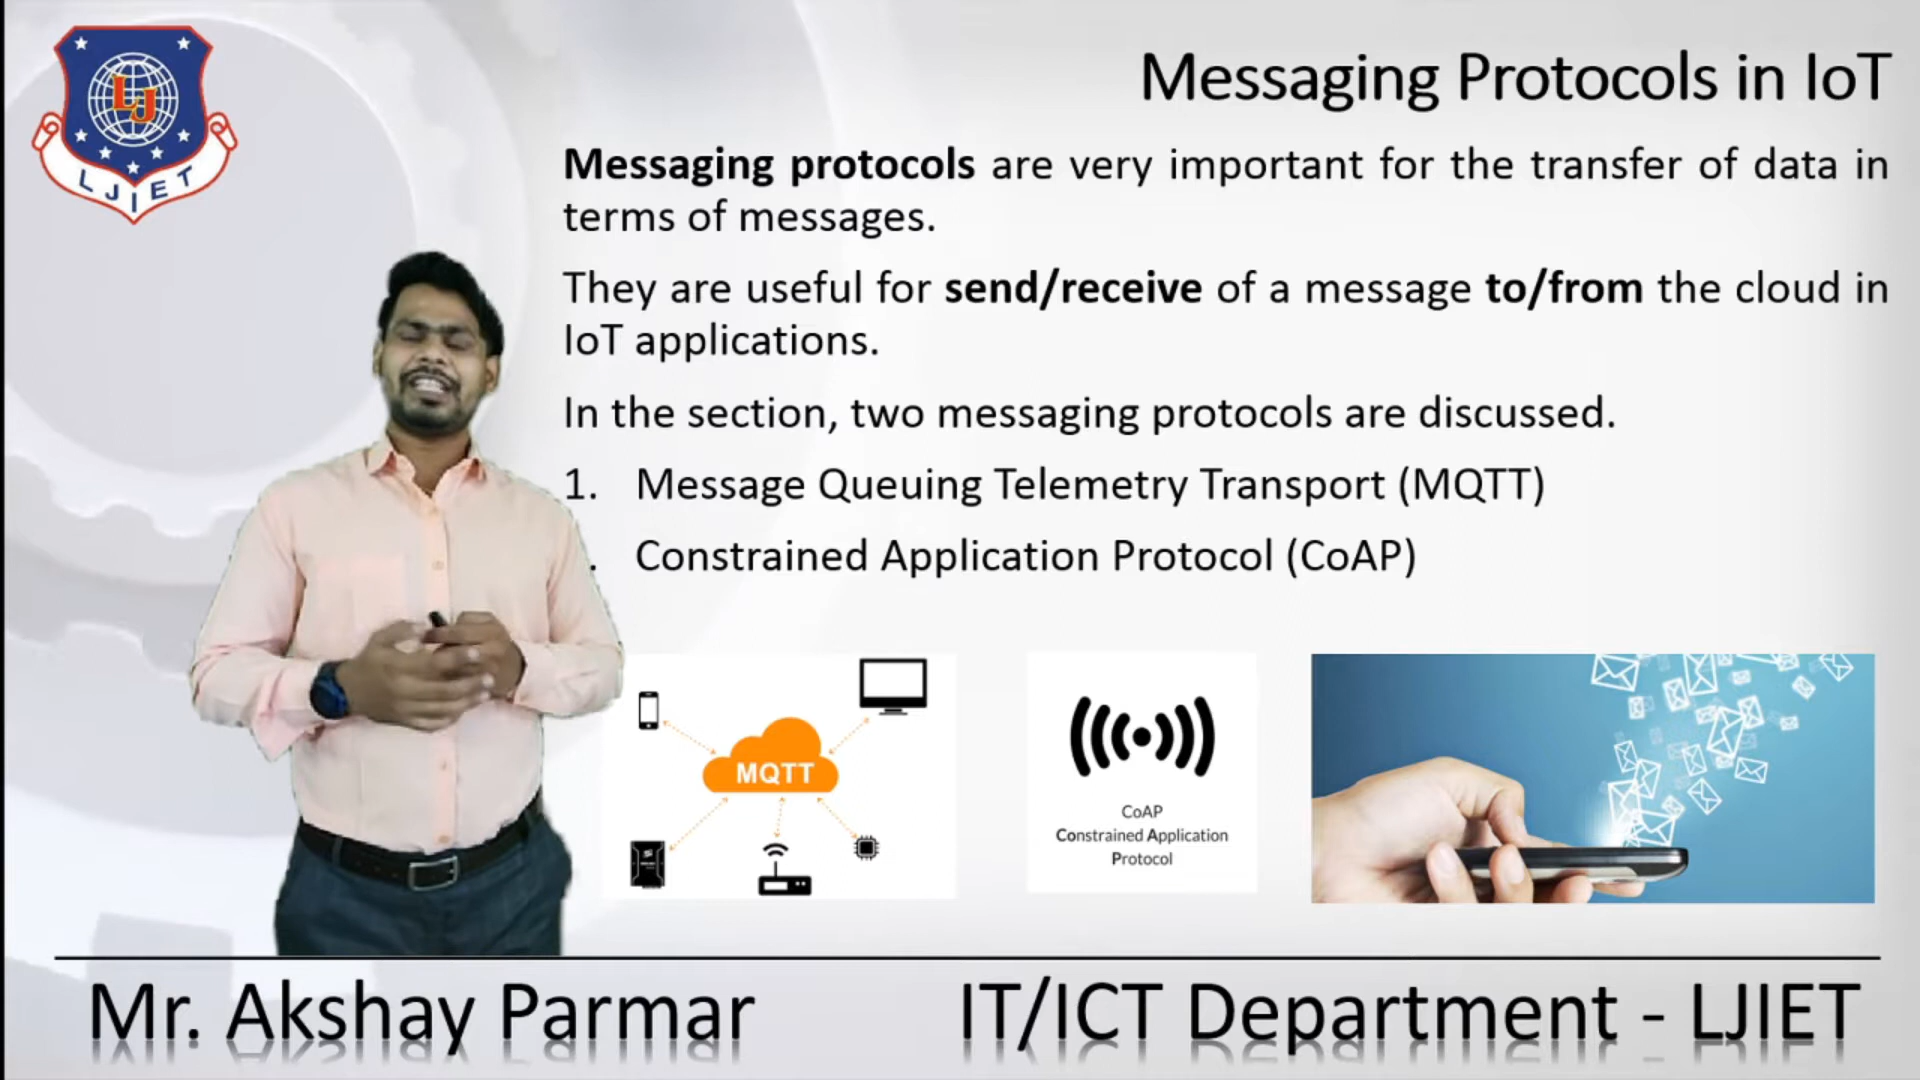 LJ
LJIET
Messaging Protocols in IoT
Messaging protocols are very important for the transfer of data in
terms of messages.
They are useful for send/receive of a message to/from the cloud in
IoT applications.
In the section, two messaging protocols are discussed.
1. Message Queuing Telemetry Transport (MQTT)
. Constrained Application Protocol (CoAP)
MQTT
CoAP
Constrained Application
Protocol
Mr. Akshay Parmar
IT/ICT Department - LJIET